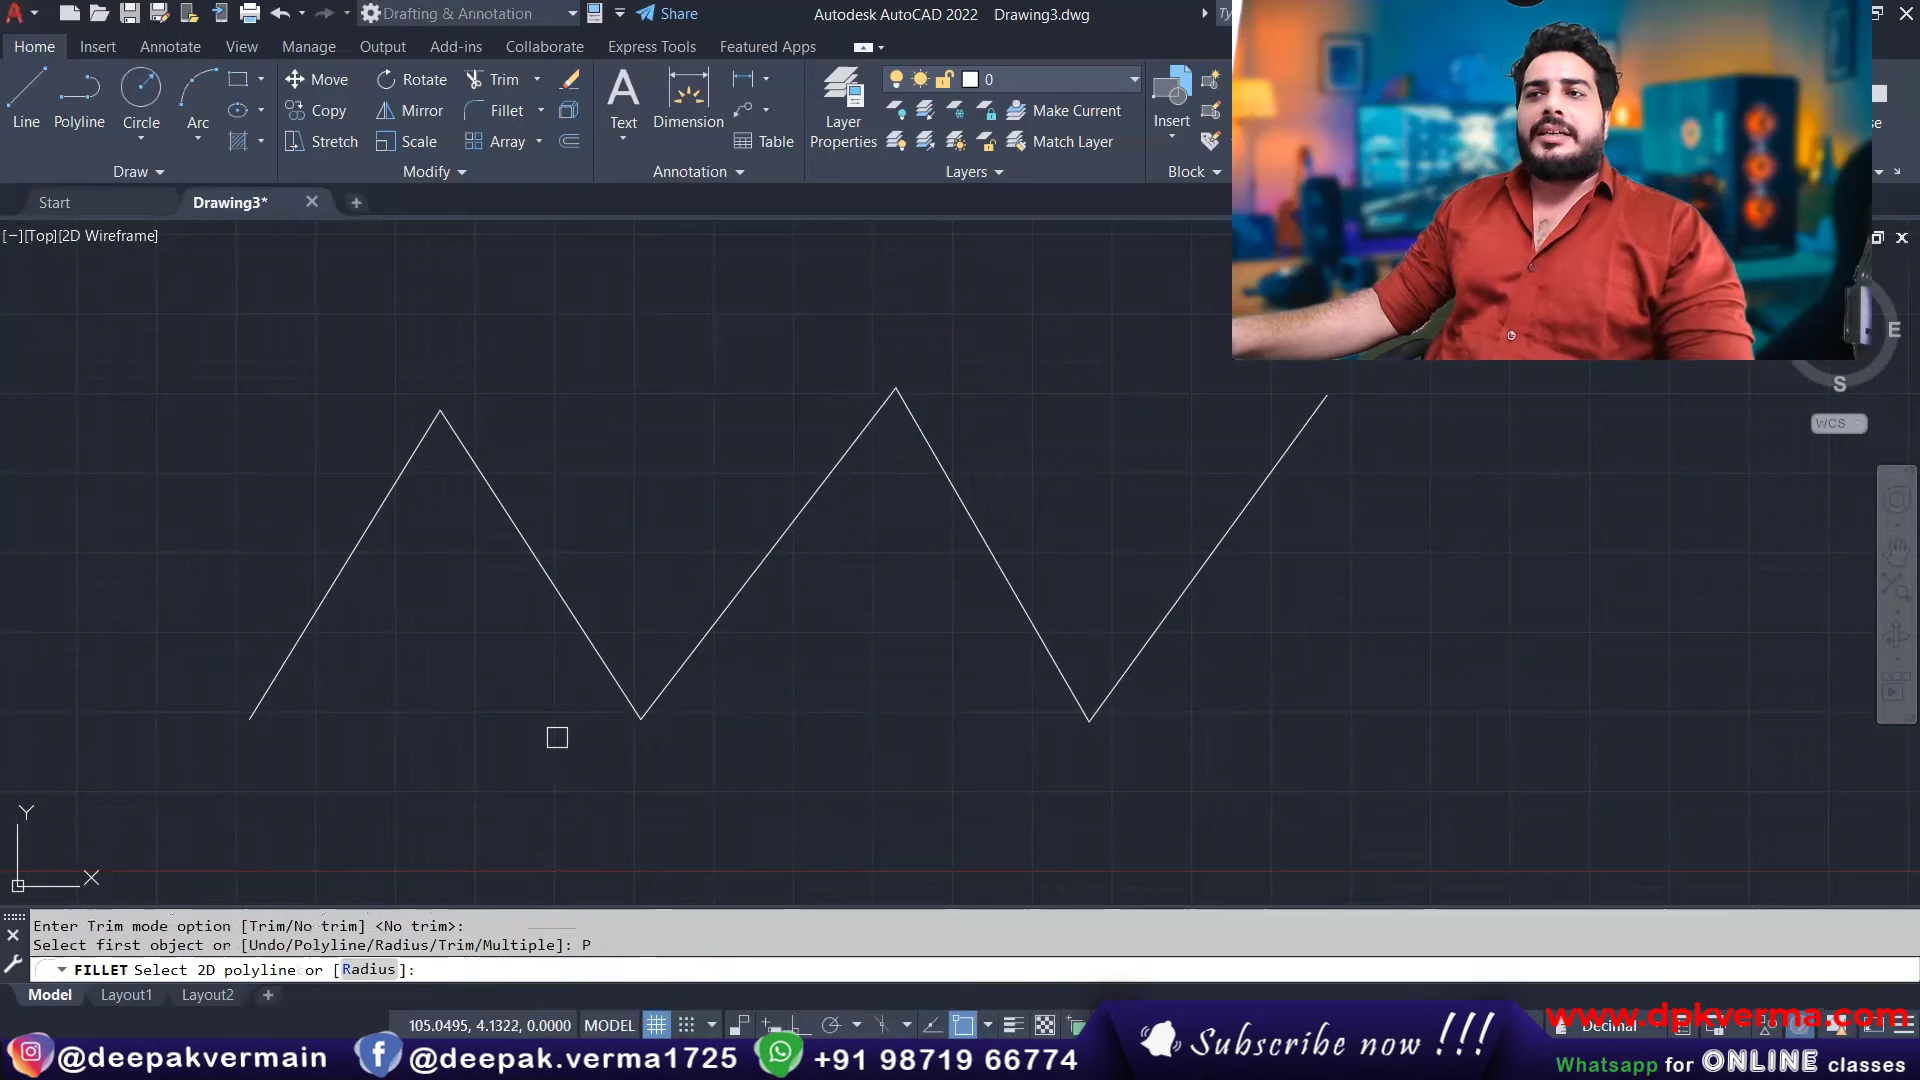 Drafting & Annotation
Share
Autodesk AutoCAD 2022 Drawing3.dwg
Home Insert Annotate View Manage Output Add-ins Collaborate Express Tools Featured Apps
Move Rotate Trim
Copy Mirror Fillet
Stretch Scale Array
Line Polyline Circle Arc
Text Dimension
Table
Layer
Properties
0
Make Current
Match Layer
Insert
Draw Modify Annotation Layers Block
Start Drawing3*
[−][Top][2D Wireframe]
E
S
WCS
Y
X
Enter Trim mode option [Trim/No trim] <No trim>:
Select first object or [Undo/Polyline/Radius/Trim/Multiple]: P
FILLET Select 2D polyline or [Radius]:
Model Layout1 Layout2
105.0495, 4.1322, 0.0000 MODEL
Decimal
www.dpkverma.com
@deepakvermain @deepak.verma1725 +91 98719 66774
Subscribe now !!!
Whatsapp for ONLINE classes